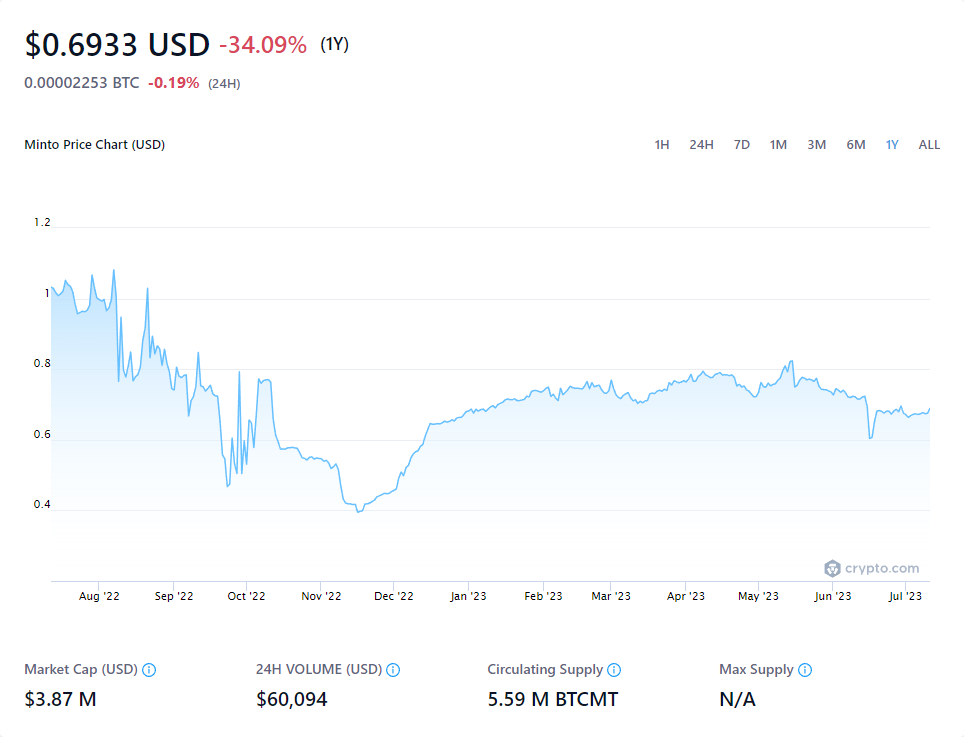 $0.6933 USD -34.09% (1Y)
0.00002253 BTC -0.19% (24H)
Minto Price Chart (USD) 1H 24H 7D 1M 3M 6M 1Y ALL
1.2
1
0.8
0.6
0.4
crypto.com
Aug '22 Sep '22 Oct '22 Nov '22 Dec '22 Jan '23 Feb '23 Mar '23 Apr '23 May '23 Jun '23 Jul '23
Market Cap (USD) 24H VOLUME (USD) Circulating Supply Max Supply
$3.87 M $60,094 5.59 M BTCMT N/A